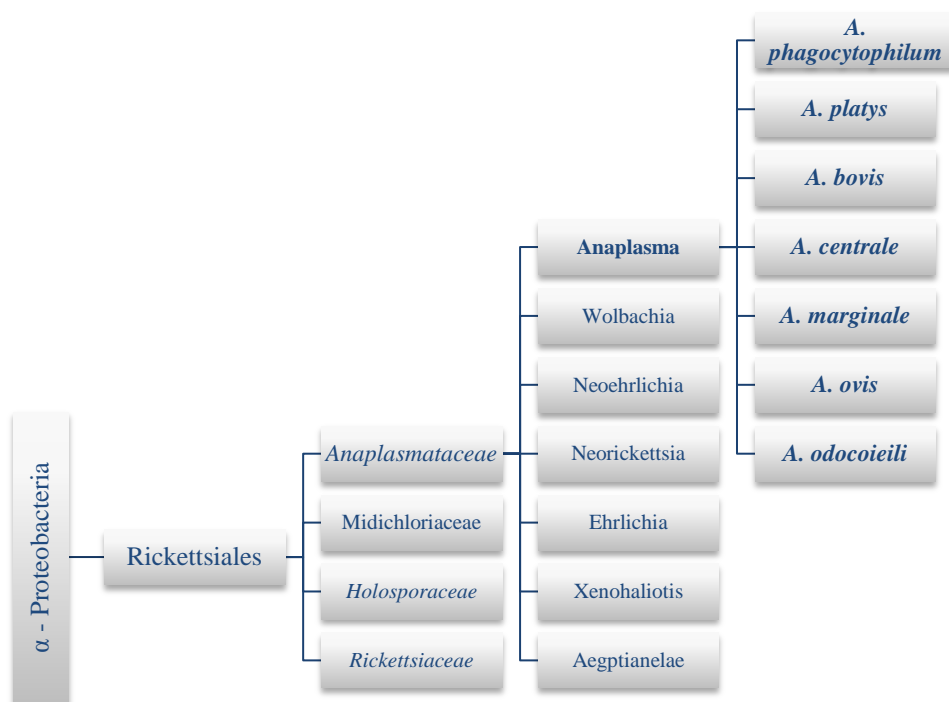 α - Proteobacteria
Rickettsiales
Anaplasmataceae
Midichloriaceae
Holosporaceae
Rickettsiaceae
Anaplasma
Wolbachia
Neoehrlichia
Neorickettsia
Ehrlichia
Xenohaliotis
Aegptianelae
A.
phagocytophilum
A. platys
A. bovis
A. centrale
A. marginale
A. ovis
A. odocoieili